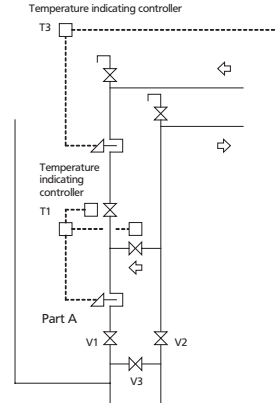 Temperature indicating controller
T3
Temperature
indicating
controller
T1
Part A
V1
V2
V3